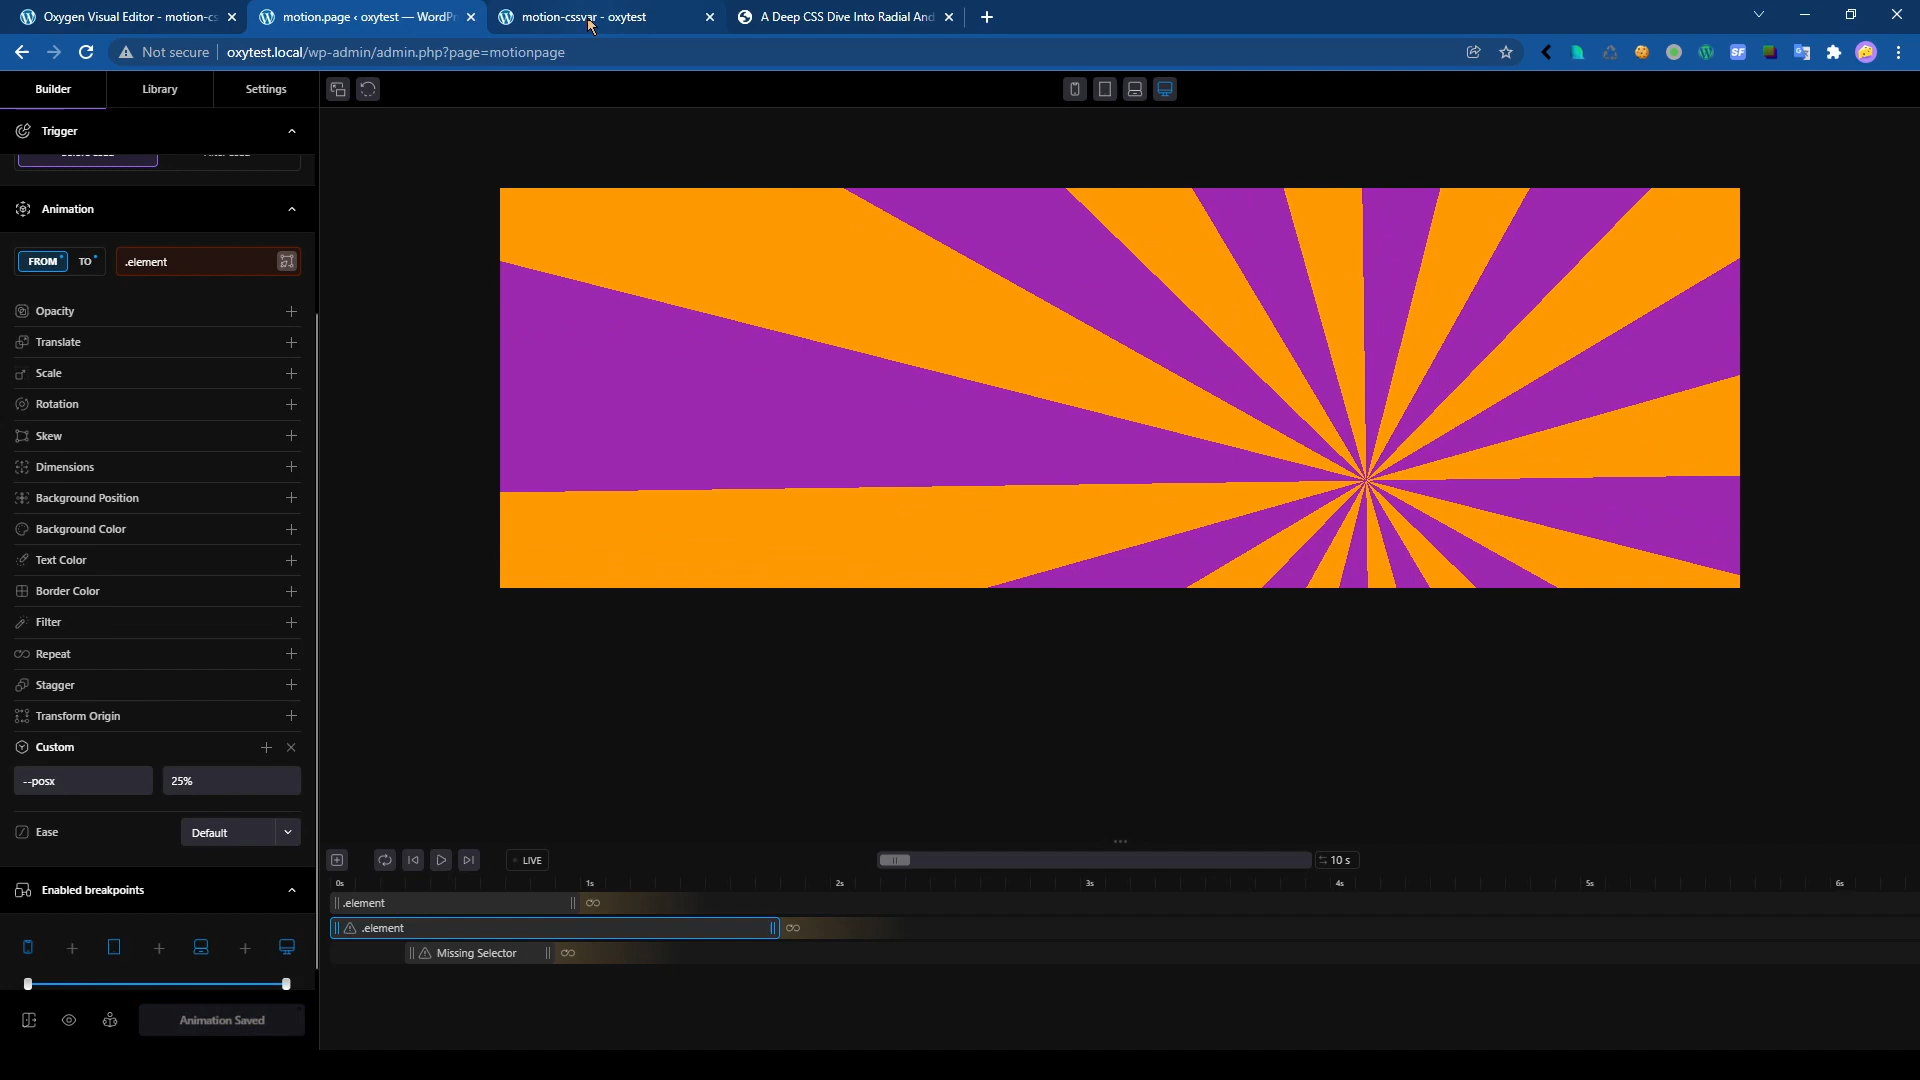 Oxygen Visual Editor - motion-cs
motion.page ‹ oxytest — WordPr
motion-cssvar - oxytest
A Deep CSS Dive Into Radial And
Not secure
oxytest.local/wp-admin/admin.php?page=motionpage
Builder
Library
Settings
Trigger
Animation
FROM
TO
.element
Opacity
Translate
Scale
Rotation
Skew
Dimensions
Background Position
Background Color
Text Color
Border Color
Filter
Repeat
Stagger
Transform Origin
Custom
--posx
25%
Ease
Default
Enabled breakpoints
Animation Saved
LIVE
10 s
0s
1s
2s
3s
4s
5s
6s
.element
.element
Missing Selector